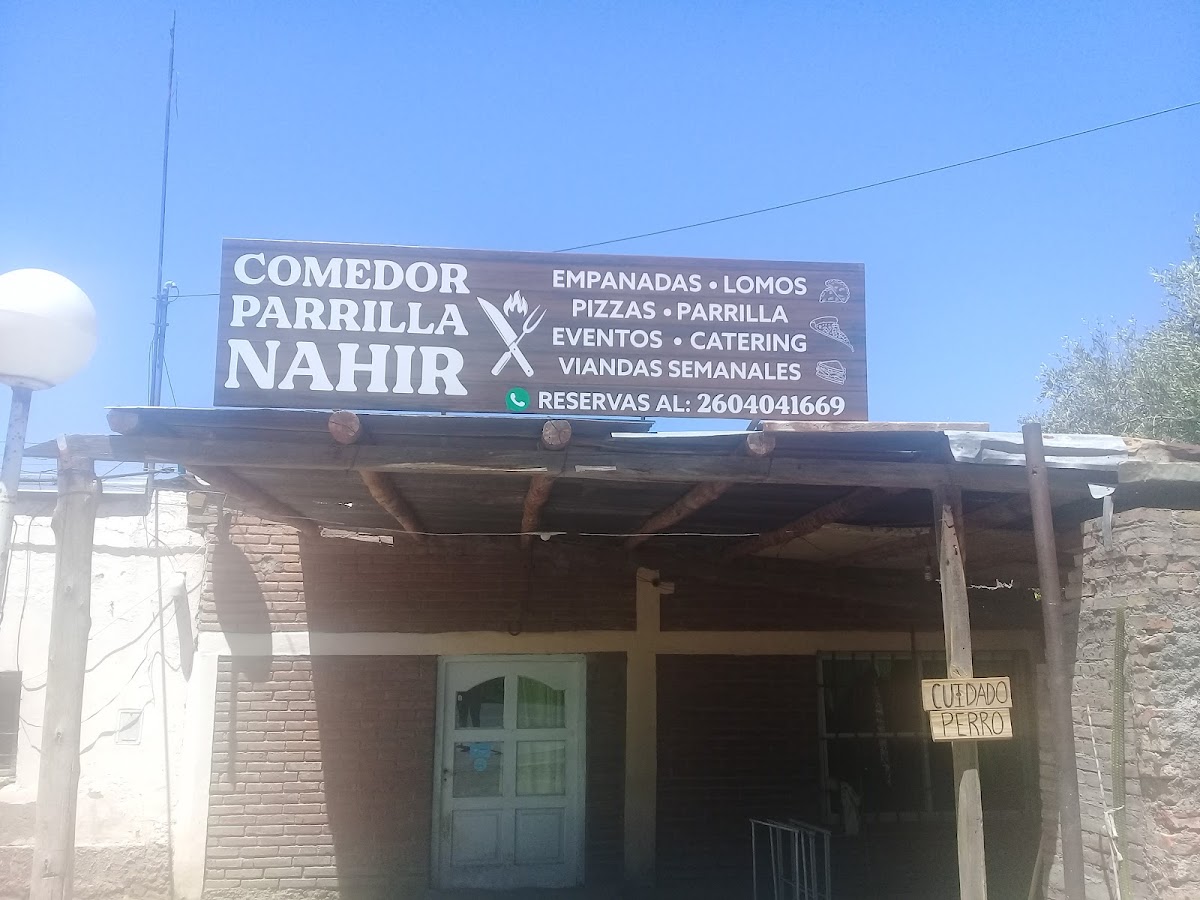 COMEDOR
PARRILLA
NAHIR
EMPANADAS • LOMOS
PIZZAS • PARRILLA
EVENTOS • CATERING
VIANDAS SEMANALES
RESERVAS AL: 2604041669
CUIDADO
PERRO